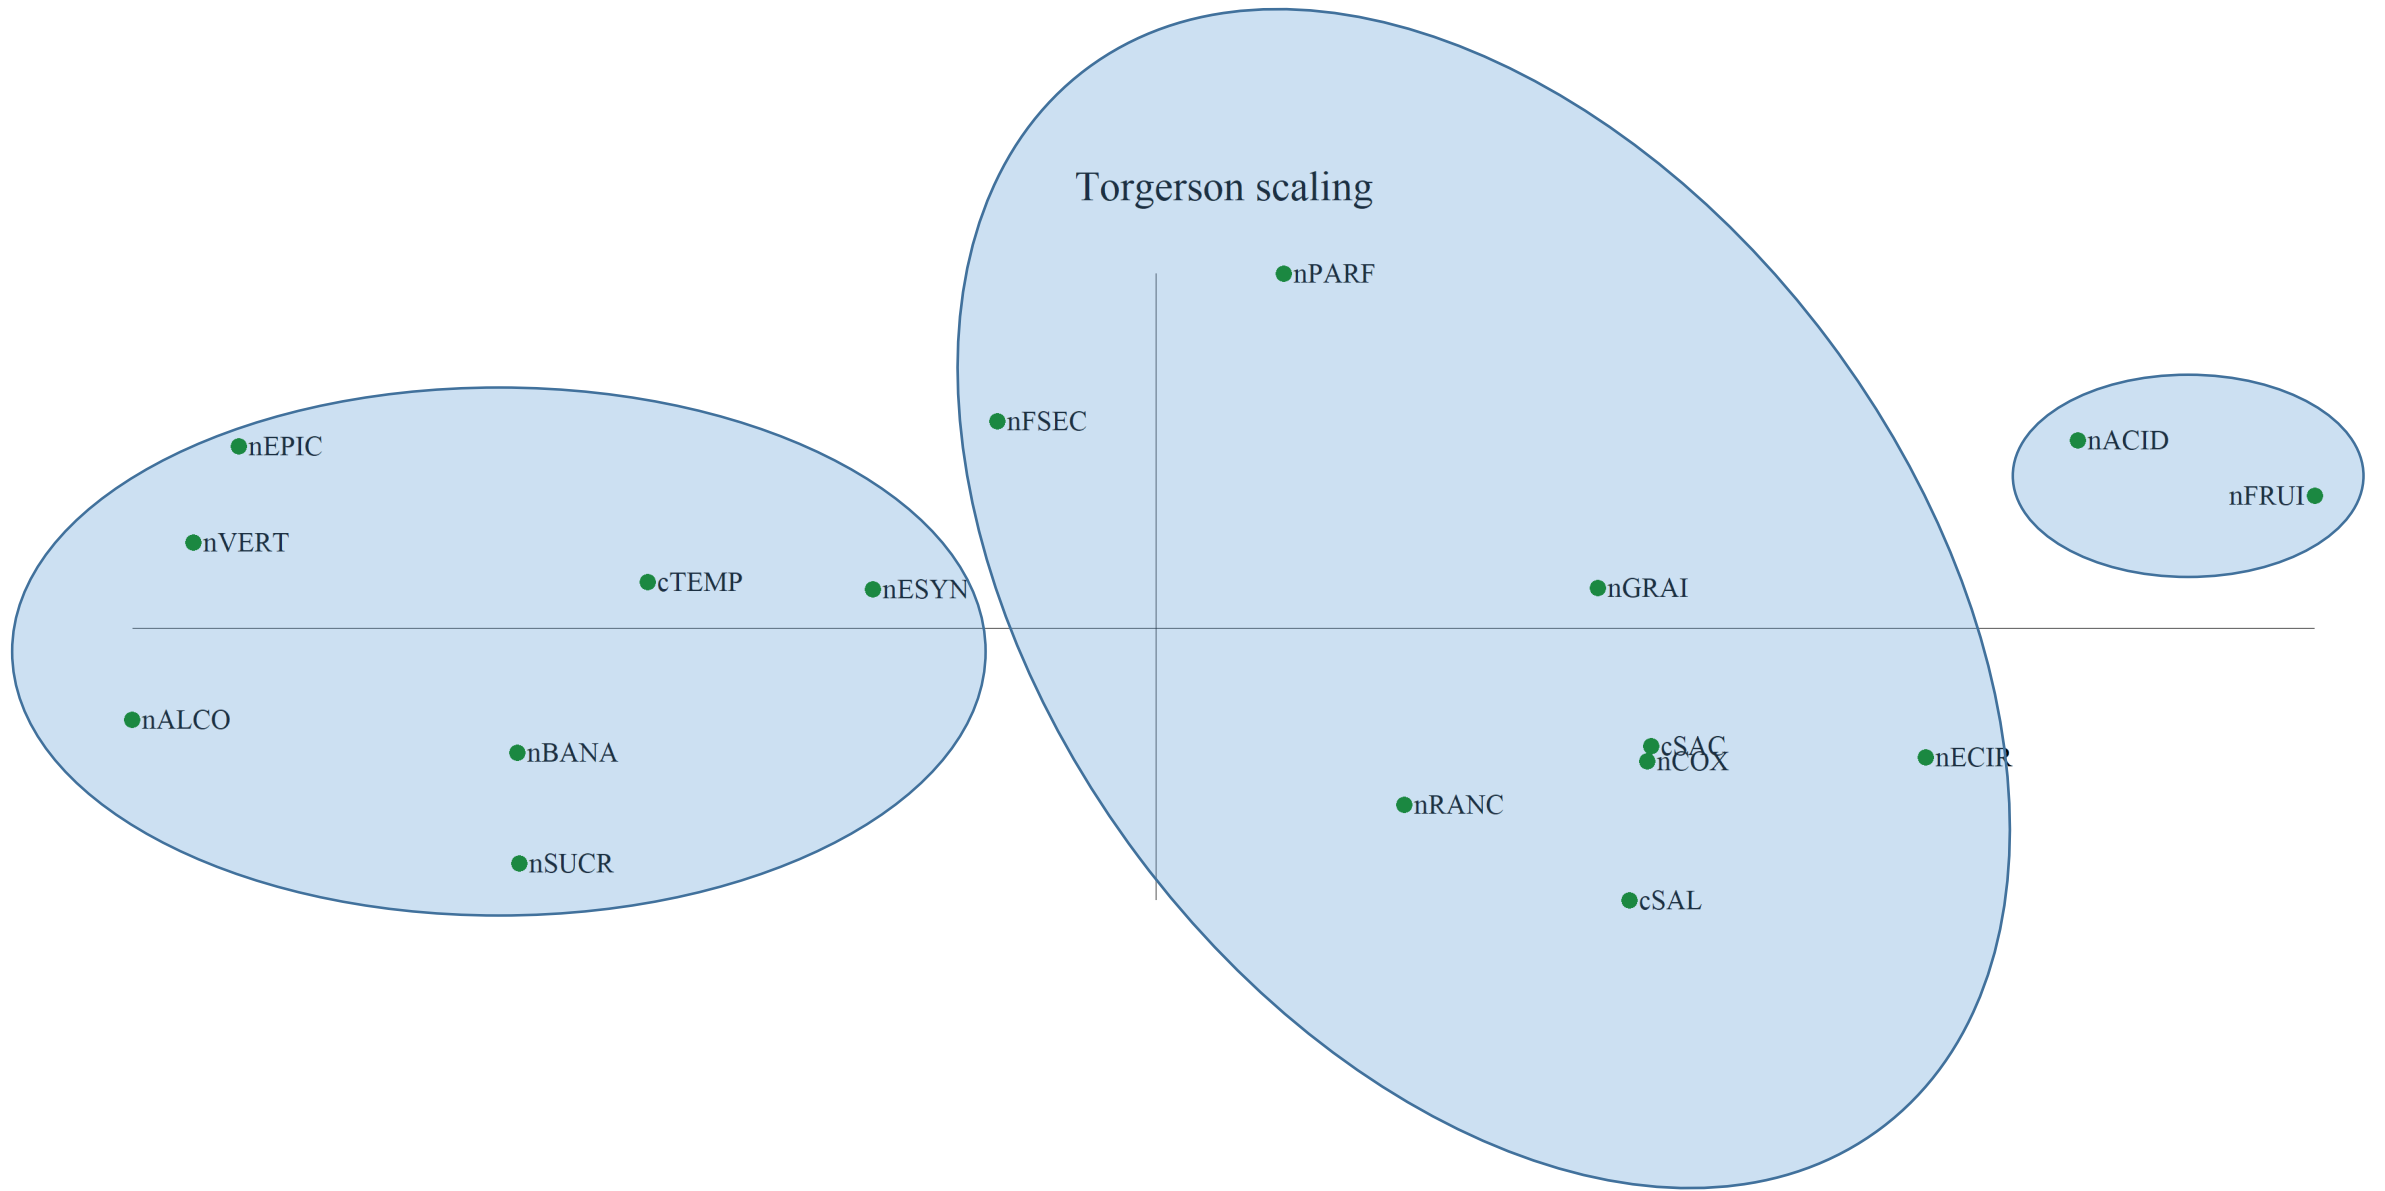 Torgerson scaling
nPARF
nFSEC
nACID
nEPIC
nFRUI
nVERT
cTEMP
nESYN
nGRAI
nALCO
cSAC
nBANA
nECIR
nCOX
nRANC
nSUCR
cSAL